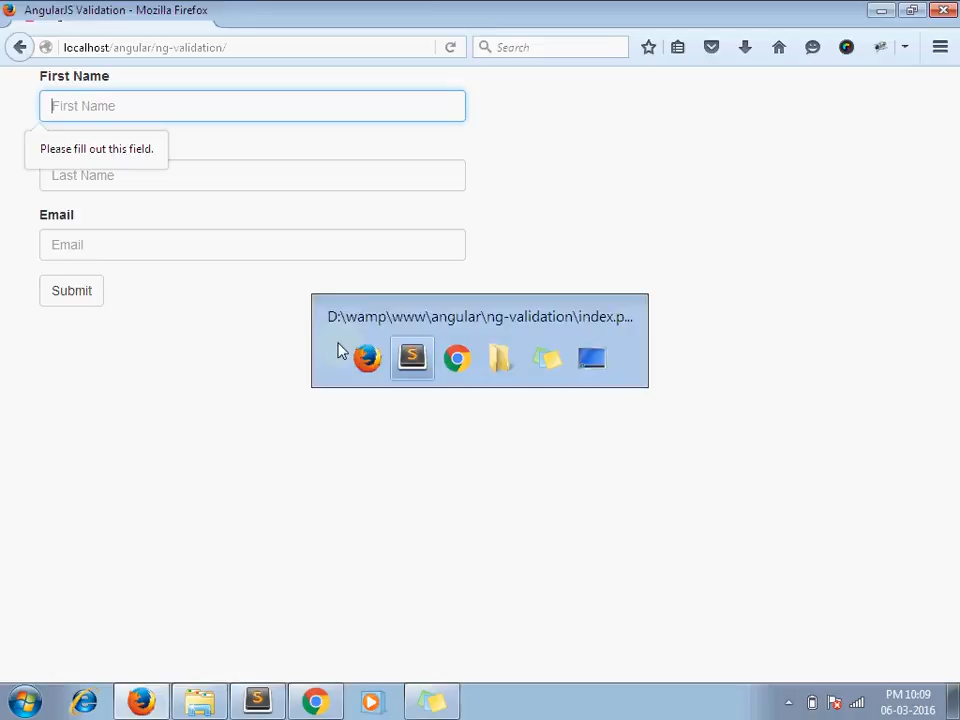 AngularJS Validation - Mozilla Firefox
localhost/angular/ng-validation/
Search
First Name
First Name
Please fill out this field.
Last Name
Email
Email
Submit
D:\wamp\www\angular\ng-validation\index.p...
PM 10:09
06-03-2016